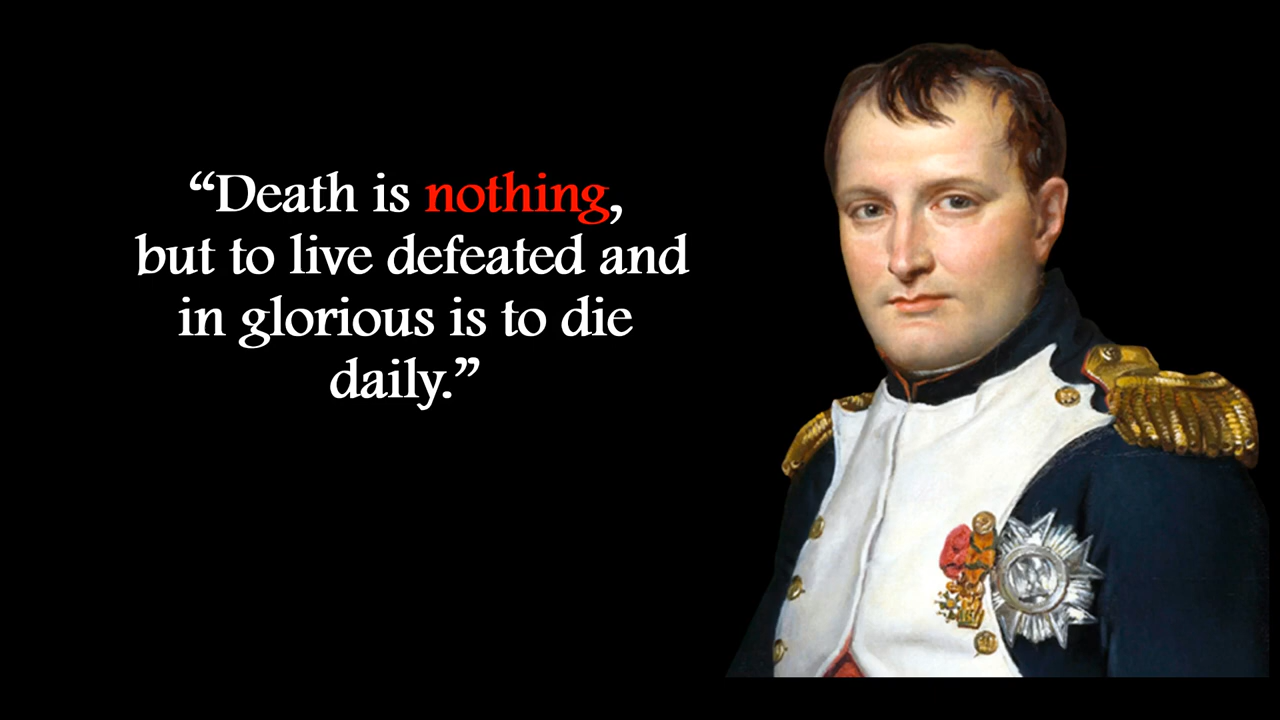 “Death is nothing,
but to live defeated and
in glorious is to die
daily.”